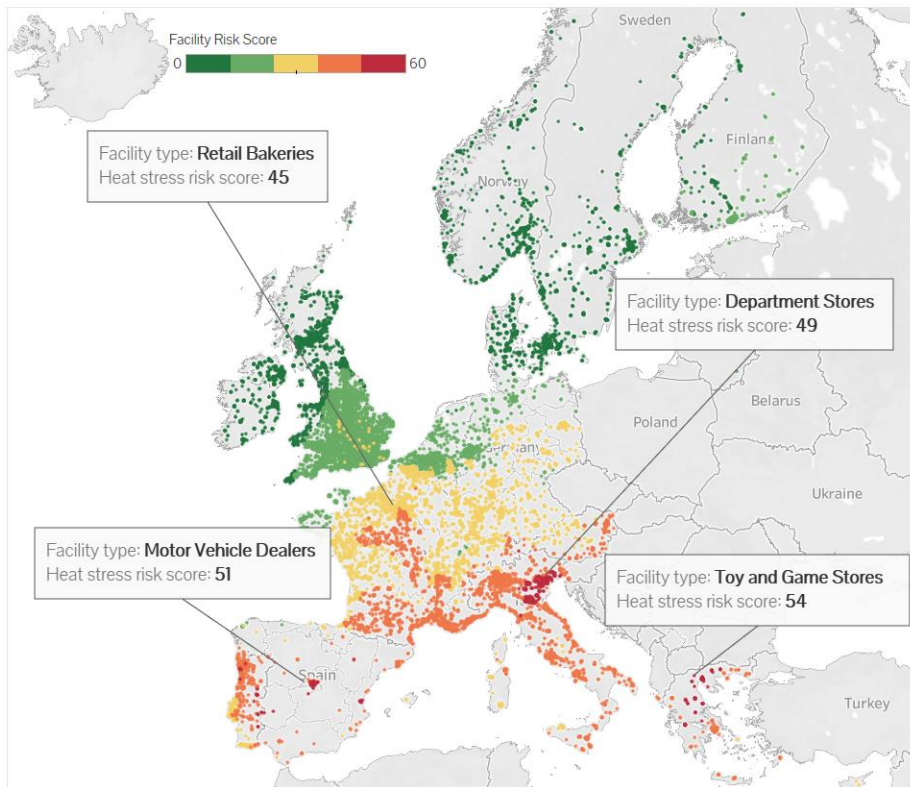 Sweden
Facility Risk Score
0 60
Finland
Facility type: Retail Bakeries
Heat stress risk score: 45
Norway
Facility type: Department Stores
Heat stress risk score: 49
Poland
Belarus
Ukraine
Facility type: Motor Vehicle Dealers
Heat stress risk score: 51
Facility type: Toy and Game Stores
Heat stress risk score: 54
Spain
Turkey